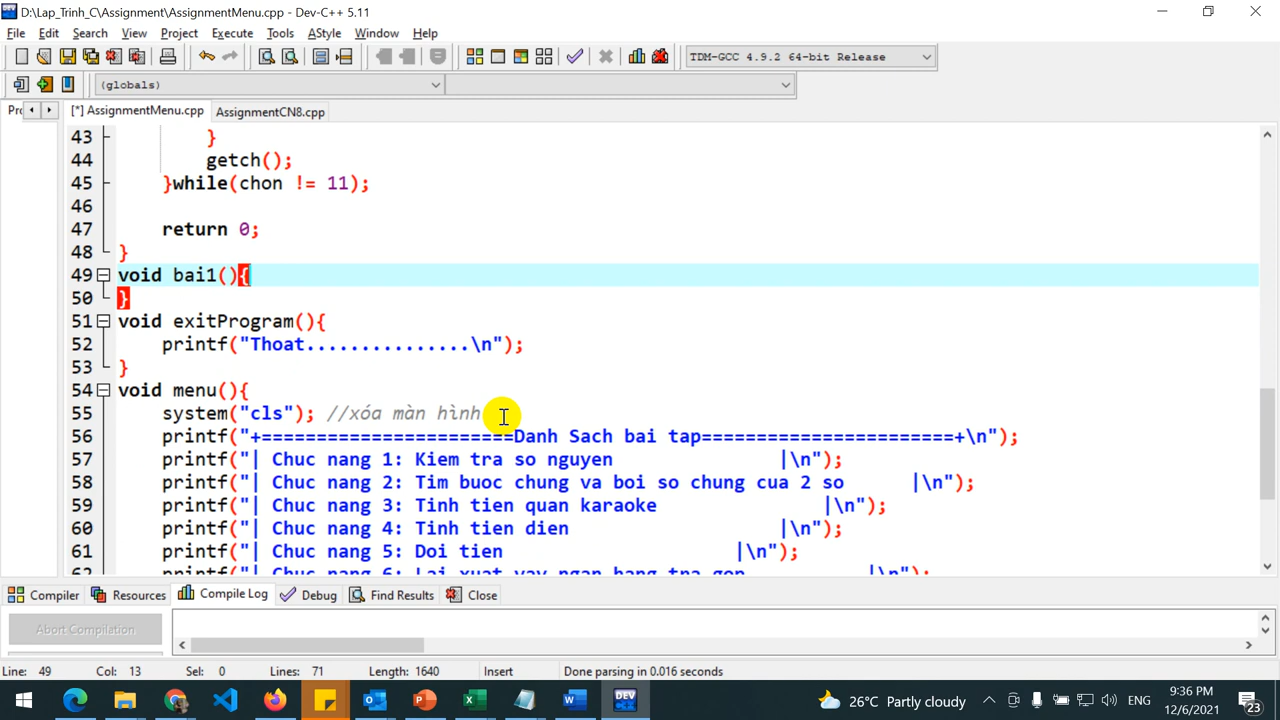 D:\Lap_Trinh_C\Assignment\AssignmentMenu.cpp - Dev-C++ 5.11
File Edit Search View Project Execute Tools AStyle Window Help
TDM-GCC 4.9.2 64-bit Release
(globals)
Prc [*] AssignmentMenu.cpp AssignmentCN8.cpp
43 }
44 getch();
45 }while(chon != 11);
46
47 return 0;
48 }
49 void bai1(){
50 }
51 void exitProgram(){
52 printf("Thoat...............\n");
53 }
54 void menu(){
55 system("cls"); //xóa màn hình
56 printf("+=======================Danh Sach bai tap=======================+\n");
57 printf("| Chuc nang 1: Kiem tra so nguyen |\n");
58 printf("| Chuc nang 2: Tim buoc chung va boi so chung cua 2 so |\n");
59 printf("| Chuc nang 3: Tinh tien quan karaoke |\n");
60 printf("| Chuc nang 4: Tinh tien dien |\n");
61 printf("| Chuc nang 5: Doi tien |\n");
62 printf("| Chuc nang 6: Lai xuat vay ngan hang tra gop |\n");
Compiler Resources Compile Log Debug Find Results Close
Abort Compilation
Line: 49 Col: 13 Sel: 0 Lines: 71 Length: 1640 Insert Done parsing in 0.016 seconds
DEV
26°C Partly cloudy ENG 9:36 PM
12/6/2021 23